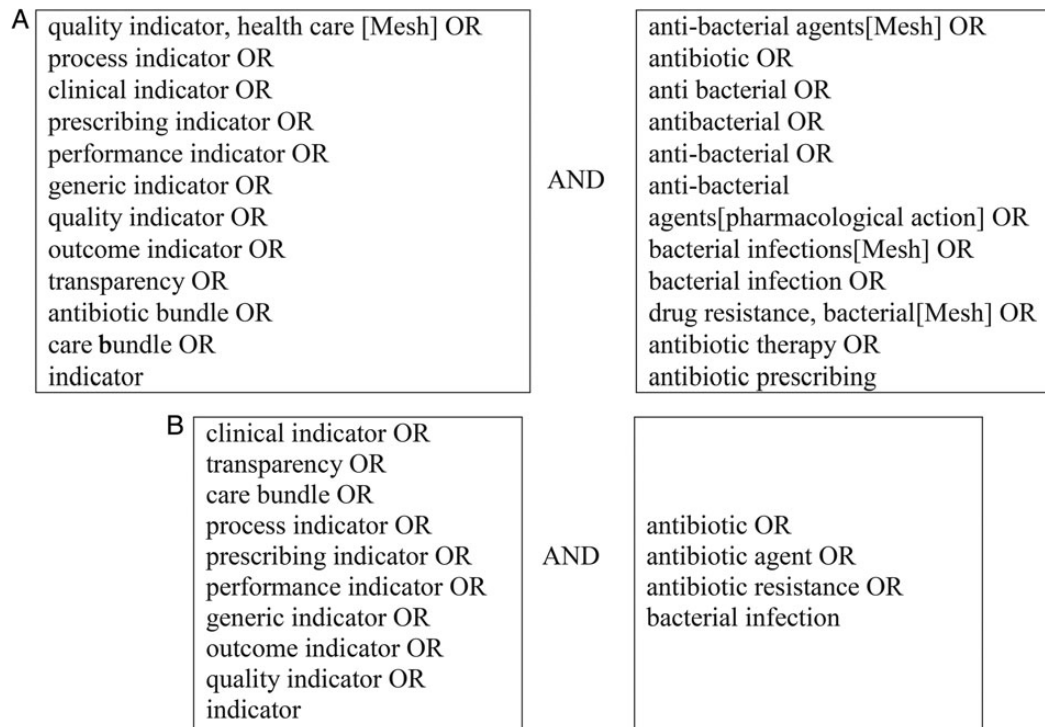 A
quality indicator, health care [Mesh] OR
process indicator OR
clinical indicator OR
prescribing indicator OR
performance indicator OR
generic indicator OR
quality indicator OR
outcome indicator OR
transparency OR
antibiotic bundle OR
care bundle OR
indicator
AND
anti-bacterial agents[Mesh] OR
antibiotic OR
anti bacterial OR
antibacterial OR
anti-bacterial OR
anti-bacterial
agents[pharmacological action] OR
bacterial infections[Mesh] OR
bacterial infection OR
drug resistance, bacterial[Mesh] OR
antibiotic therapy OR
antibiotic prescribing
B
clinical indicator OR
transparency OR
care bundle OR
process indicator OR
prescribing indicator OR
performance indicator OR
generic indicator OR
outcome indicator OR
quality indicator OR
indicator
AND
antibiotic OR
antibiotic agent OR
antibiotic resistance OR
bacterial infection